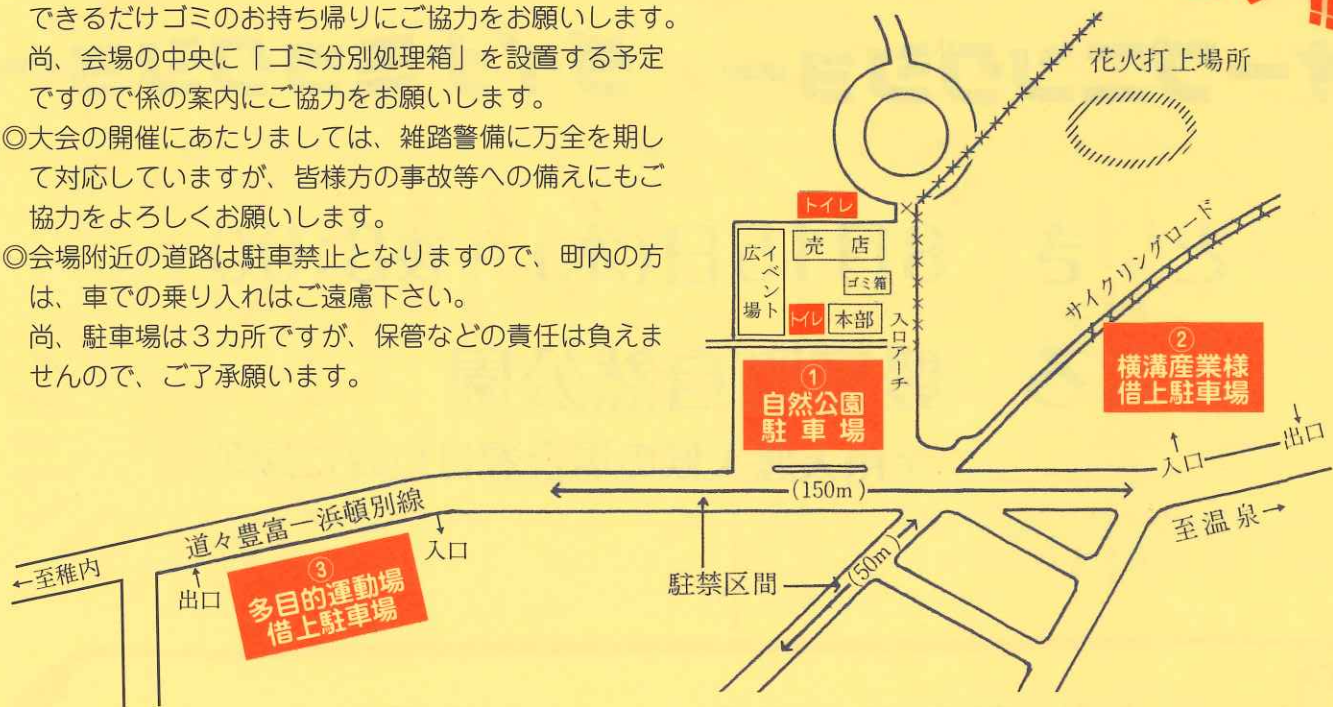 できるだけゴミのお持ち帰りにご協力をお願いします。
尚、会場の中央に「ゴミ分別処理箱」を設置する予定
ですので係の案内にご協力をお願いします。
◎大会の開催にあたりましては、雑踏警備に万全を期し
て対応していますが、皆様方の事故等への備えにもご
協力をよろしくお願いします。
◎会場附近の道路は駐車禁止となりますので、町内の方
は、車での乗り入れはご遠慮下さい。
尚、駐車場は3カ所ですが、保管などの責任は負えま
せんので、ご了承願います。
花火打上場所
トイレ
売店
イベント
広場
ゴミ箱
トイレ
本部
入口アーチ
サイクリングロード
①
自然公園
駐車場
②
横溝産業様
借上駐車場
入口
出口
(150m)
至温泉→
道々豊富ー浜頓別線
←至稚内
出口
③
多目的運動場
借上駐車場
入口
駐禁区間
(50m)